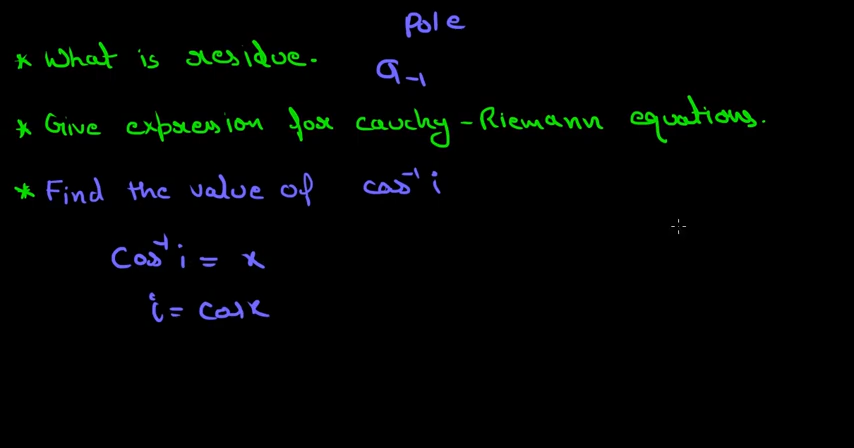 Pole
* What is residue.
a₋₁
* Give expression for cauchy-Riemann equations.
* Find the value of cos⁻¹ i
Cos⁻¹ i = x
i = cosx